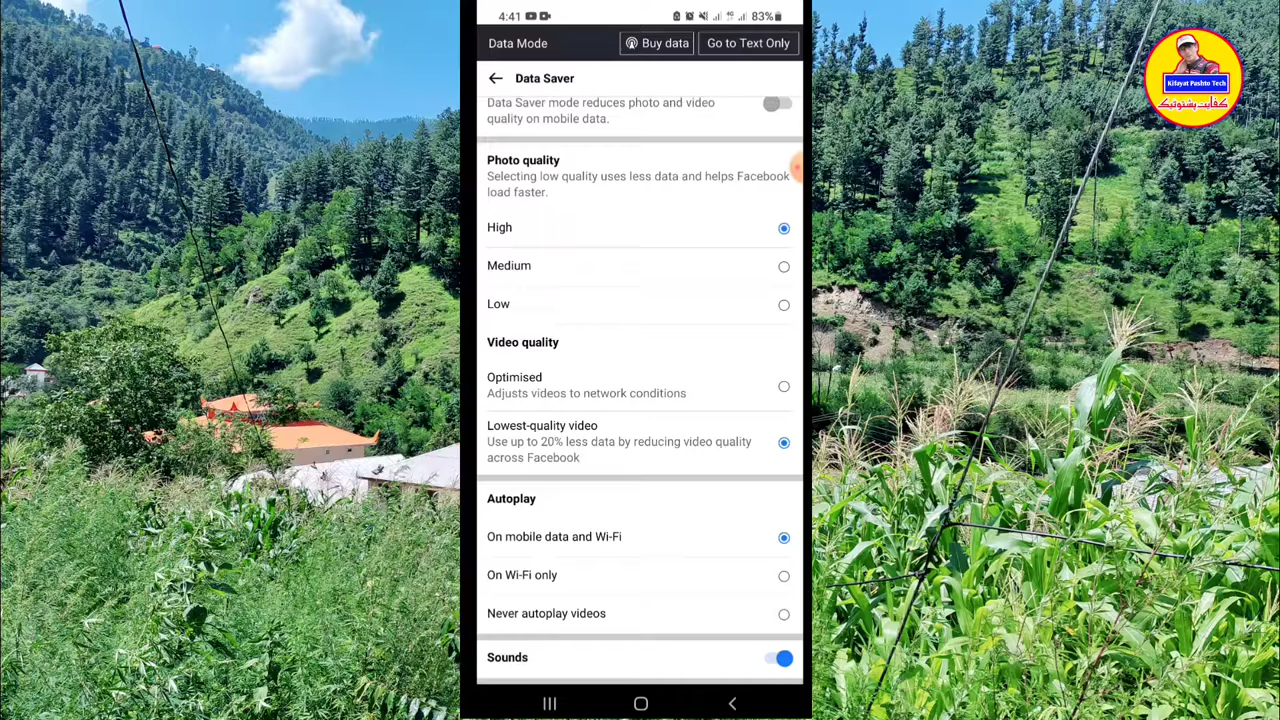 4:41
4G
83%
Data Mode
Buy data
Go to Text Only
Data Saver
Data Saver mode reduces photo and video
quality on mobile data.
Photo quality
Selecting low quality uses less data and helps Facebook
load faster.
High
Medium
Low
Video quality
Optimised
Adjusts videos to network conditions
Lowest-quality video
Use up to 20% less data by reducing video quality
across Facebook
Autoplay
On mobile data and Wi-Fi
On Wi-Fi only
Never autoplay videos
Sounds
Kifayat Pashto Tech
کفایت پشتوٹیک